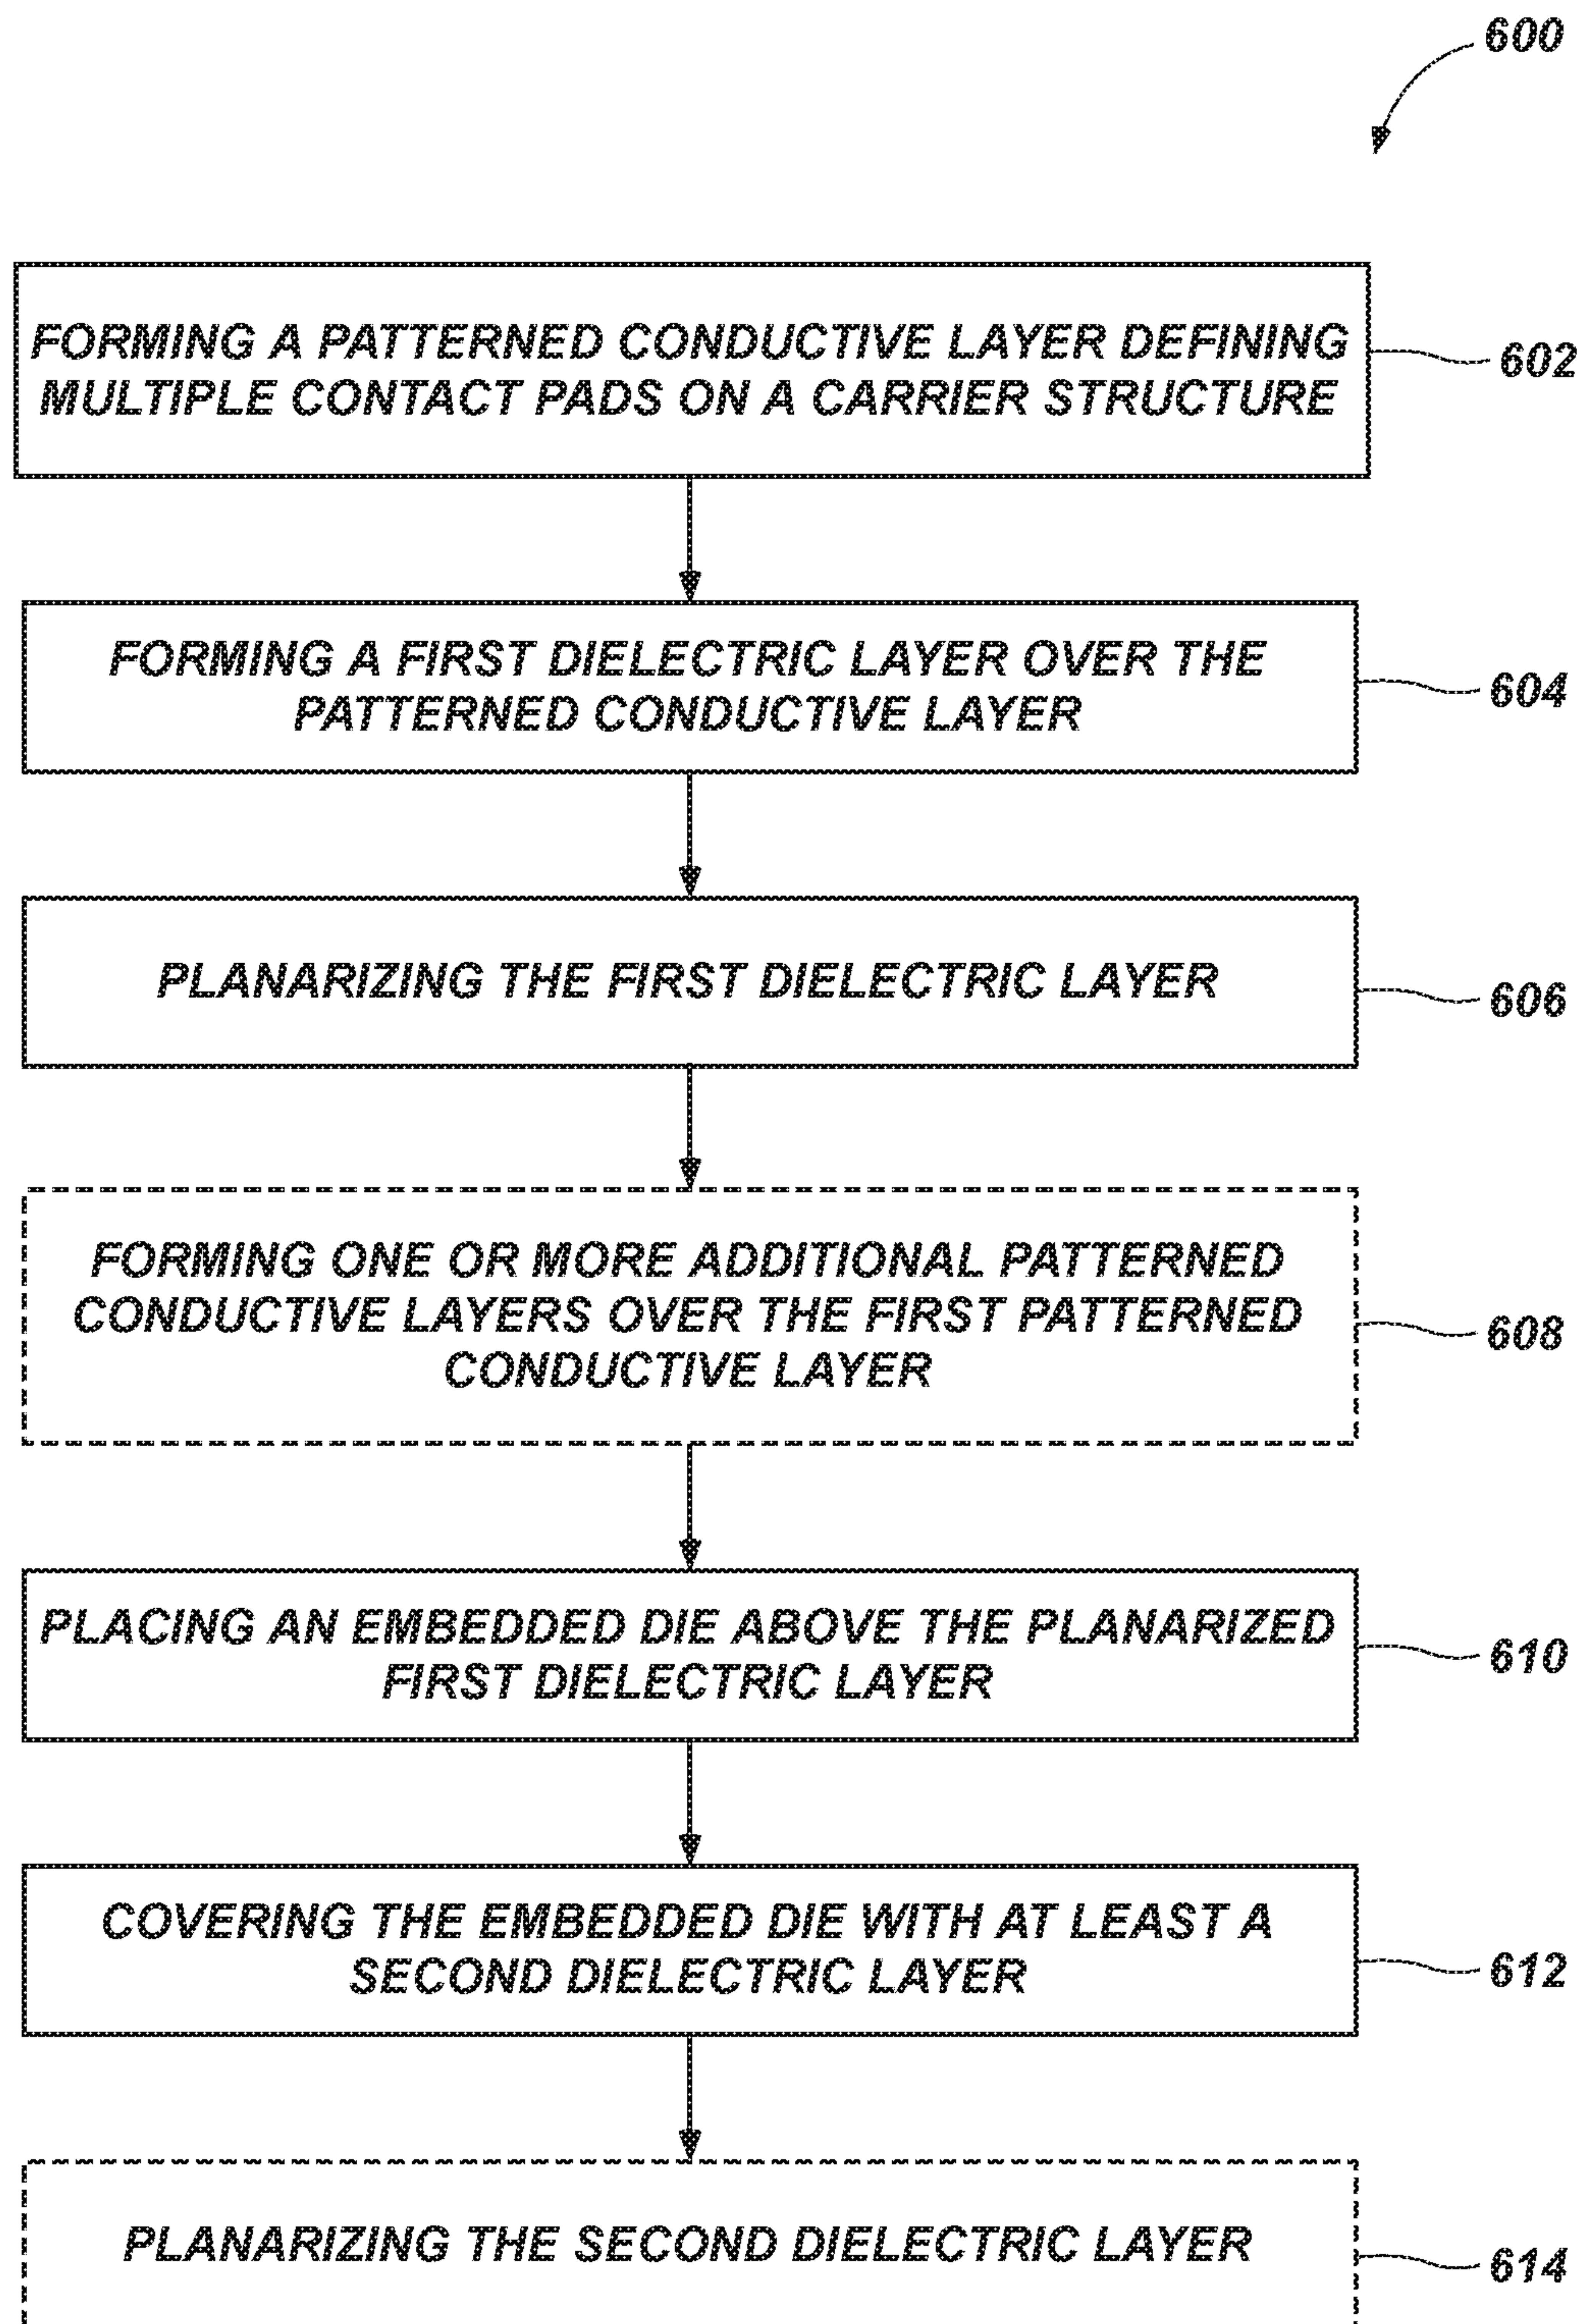 600
FORMING A PATTERNED CONDUCTIVE LAYER DEFINING
MULTIPLE CONTACT PADS ON A CARRIER STRUCTURE
602
FORMING A FIRST DIELECTRIC LAYER OVER THE
PATTERNED CONDUCTIVE LAYER
604
PLANARIZING THE FIRST DIELECTRIC LAYER
606
FORMING ONE OR MORE ADDITIONAL PATTERNED
CONDUCTIVE LAYERS OVER THE FIRST PATTERNED
CONDUCTIVE LAYER
608
PLACING AN EMBEDDED DIE ABOVE THE PLANARIZED
FIRST DIELECTRIC LAYER
610
COVERING THE EMBEDDED DIE WITH AT LEAST A
SECOND DIELECTRIC LAYER
612
PLANARIZING THE SECOND DIELECTRIC LAYER
614